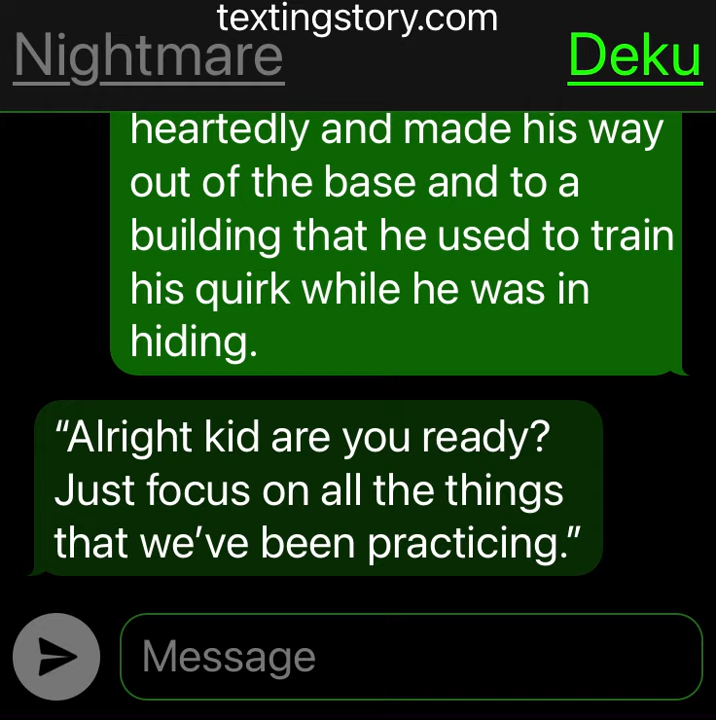 textingstory.com
Nightmare
Deku
heartedly and made his way
out of the base and to a
building that he used to train
his quirk while he was in
hiding.
“Alright kid are you ready?
Just focus on all the things
that we’ve been practicing.”
Message